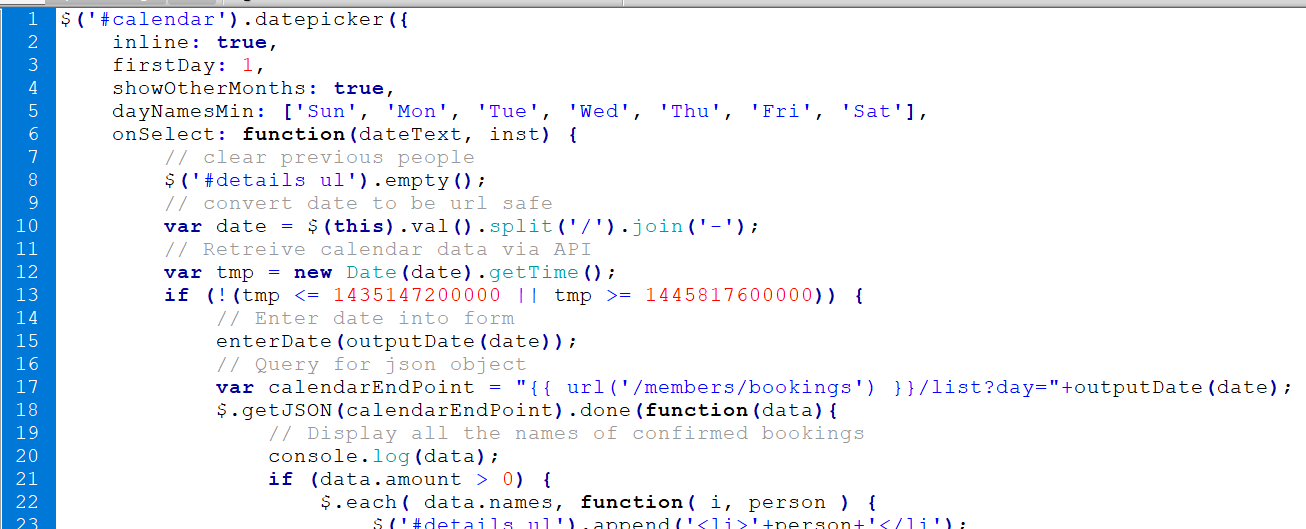 1 $('#calendar').datepicker({
2     inline: true,
3     firstDay: 1,
4     showOtherMonths: true,
5     dayNamesMin: ['Sun', 'Mon', 'Tue', 'Wed', 'Thu', 'Fri', 'Sat'],
6     onSelect: function(dateText, inst) {
7         // clear previous people
8         $('#details ul').empty();
9         // convert date to be url safe
10         var date = $(this).val().split('/').join('-');
11         // Retreive calendar data via API
12         var tmp = new Date(date).getTime();
13         if (!(tmp <= 1435147200000 || tmp >= 1445817600000)) {
14             // Enter date into form
15             enterDate(outputDate(date));
16             // Query for json object
17             var calendarEndPoint = "{{ url('/members/bookings') }}/list?day="+outputDate(date);
18             $.getJSON(calendarEndPoint).done(function(data){
19                 // Display all the names of confirmed bookings
20                 console.log(data);
21                 if (data.amount > 0) {
22                     $.each( data.names, function( i, person ) {
23                         $('#details ul').append('<li>'+person+'</li');